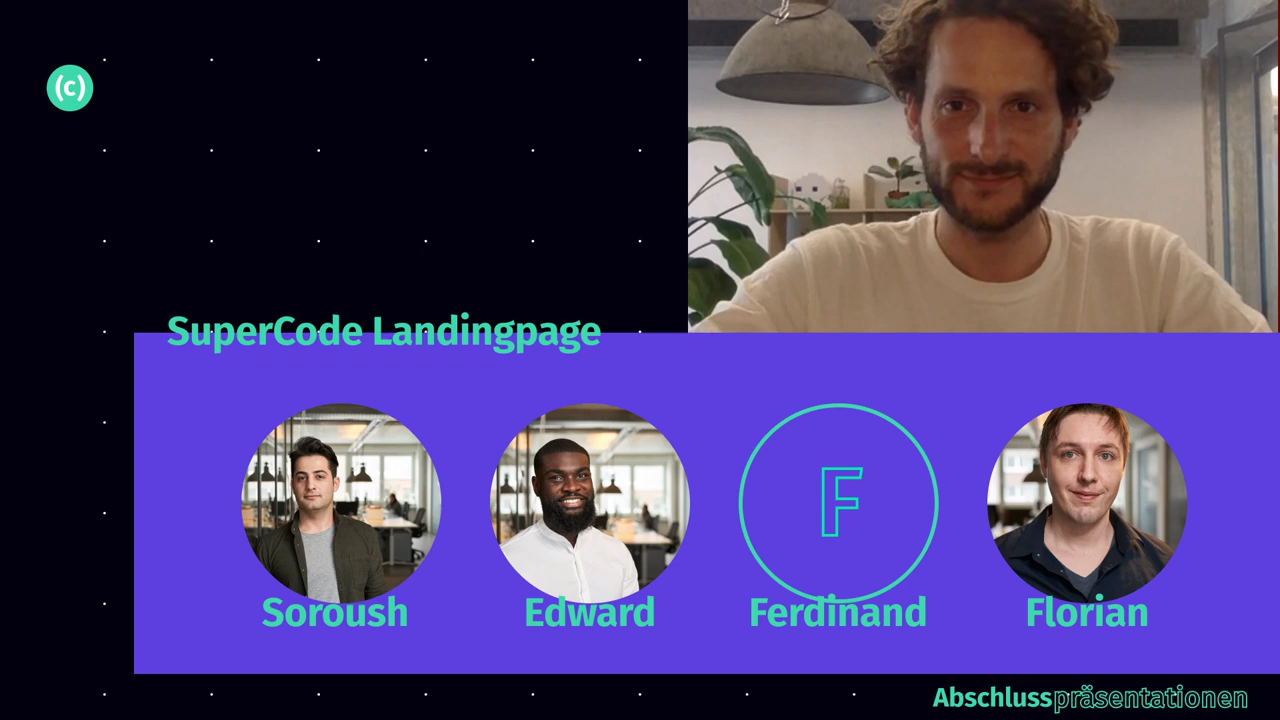 (c)
SuperCode Landingpage
F
Soroush
Edward
Ferdinand
Florian
Abschlusspräsentationen